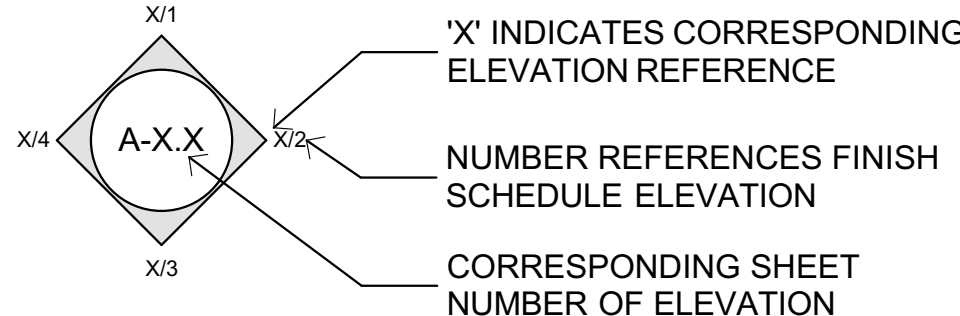 X/1
'X' INDICATES CORRESPONDING
ELEVATION REFERENCE
X/4
A-X.X
X/2
NUMBER REFERENCES FINISH
SCHEDULE ELEVATION
X/3
CORRESPONDING SHEET
NUMBER OF ELEVATION